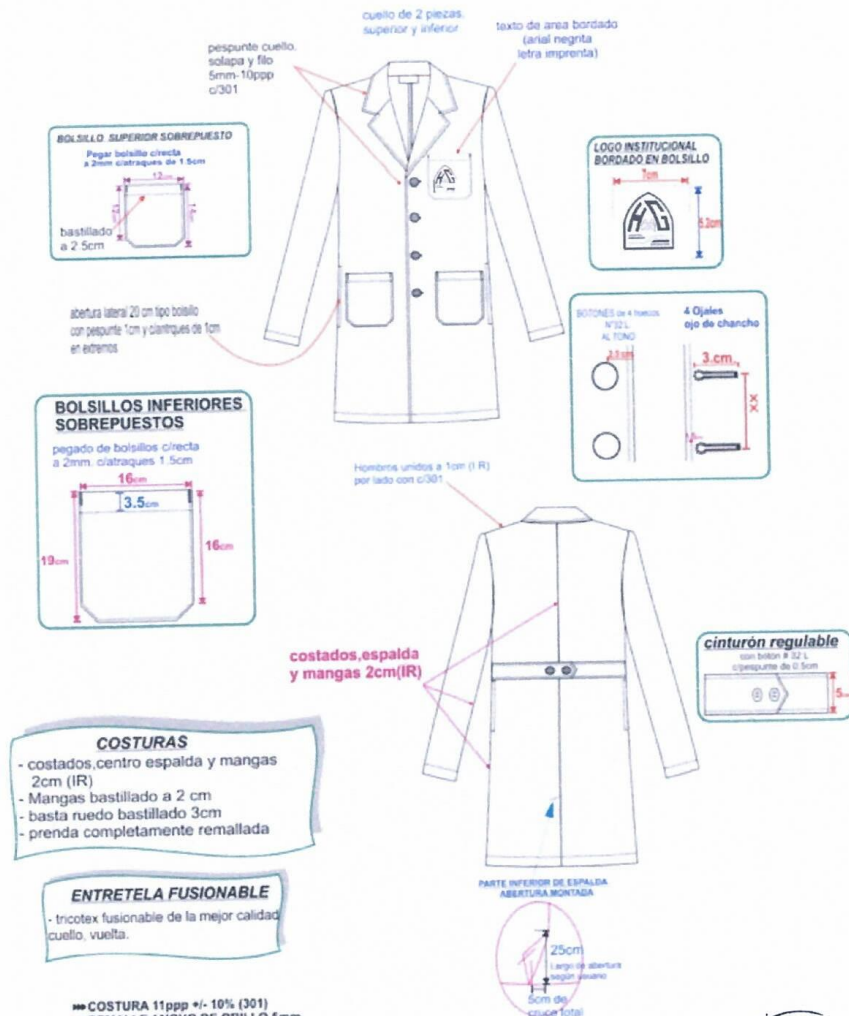 cuello de 2 piezas,
superior y inferior
texto de area bordado
(arial negrita
letra imprenta)
pespunte cuello,
solapa y filo
5mm-10ppp
c/301
BOLSILLO SUPERIOR SOBREPUESTO
Pegar bolsillo c/recta
a 2mm c/atraques de 1.5cm
12cm
bastillado
a 2.5cm
LOGO INSTITUCIONAL
BORDADO EN BOLSILLO
7cm
HG
abertura lateral 20 cm tipo bolsillo
con pespunte 1cm y
en extremos
BOTONES de 4 huecos
N°32 L
AL TONO
4 Ojales
ojo de chancho
3.cm
XX
BOLSILLOS INFERIORES
SOBREPUESTOS
pegado de bolsillos c/recta
a 2mm. c/atraques 1.5cm
16cm
3.5cm
19cm
16cm
Hombros unidos a 1cm (I R)
por lado con c/301
costados,espalda
y mangas 2cm(IR)
cinturón regulable
con botón # 32 L
c/pespunte de 0.5cm
COSTURAS
- costados,centro espalda y mangas
2cm (IR)
- Mangas bastillado a 2 cm
- basta ruedo bastillado 3cm
- prenda completamente remallada
ENTRETELA FUSIONABLE
- tricotex fusionable de la mejor calidad
cuello, vuelta.
PARTE INFERIOR DE ESPALDA
ABERTURA MONTADA
25cm
Largo de abertura
según usuario
5cm de
cruce total
COSTURA 11ppp +/- 10% (301)